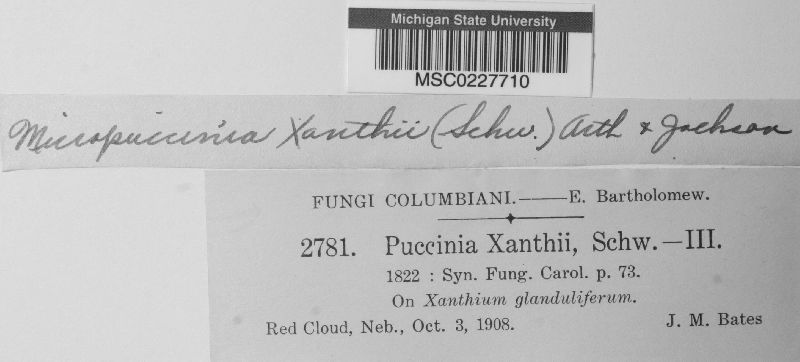 Michigan State University
MSC0227710
Micropuccinia Xanthii (Schw.) Arth & Jackson
FUNGI COLUMBIANI.——E. Bartholomew.
2781. Puccinia Xanthii, Schw.—III.
1822 : Syn. Fung. Carol. p. 73.
On Xanthium glanduliferum.
Red Cloud, Neb., Oct. 3, 1908. J. M. Bates